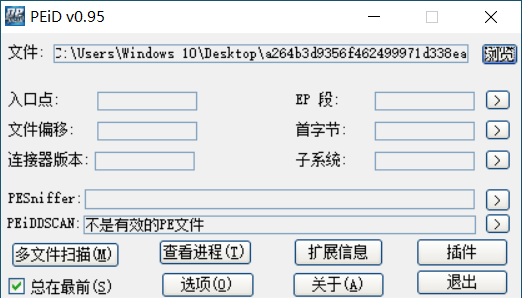 PEiD v0.95
文件: C:\Users\Windows 10\Desktop\a264b3d9356f462499971d338ea 浏览
入口点: EP 段: >
文件偏移: 首字节: >
连接器版本: 子系统: >
PESniffer: >
PEiDDSCAN: 不是有效的PE文件 >
多文件扫描(M) 查看进程(T) 扩展信息 插件
总在最前(S) 选项(O) 关于(A) 退出